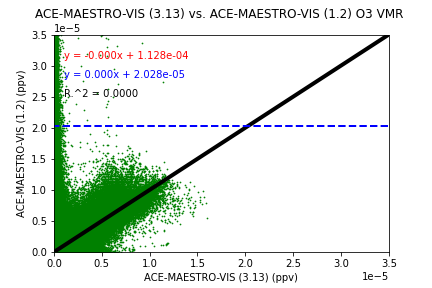 ACE-MAESTRO-VIS (3.13) vs. ACE-MAESTRO-VIS (1.2) O3 VMR
1e−5
3.5
y = -0.000x + 1.128e-04
3.0
y = 0.000x + 2.028e-05
2.5
R^2 = 0.0000
2.0
1.5
1.0
0.5
0.0
ACE-MAESTRO-VIS (1.2) (ppv)
0.0 0.5 1.0 1.5 2.0 2.5 3.0 3.5
ACE-MAESTRO-VIS (3.13) (ppv)
1e−5